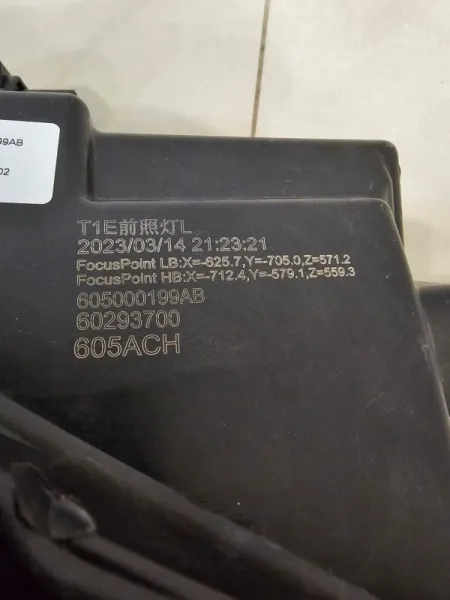 99AB
02
T1E前照灯L
2023/03/14 21:23:21
FocusPoint LB:X=-625.7,Y=-705.0,Z=571.2
FocusPoint HB:X=-712.4,Y=-579.1,Z=559.3
605000199AB
60293700
605ACH